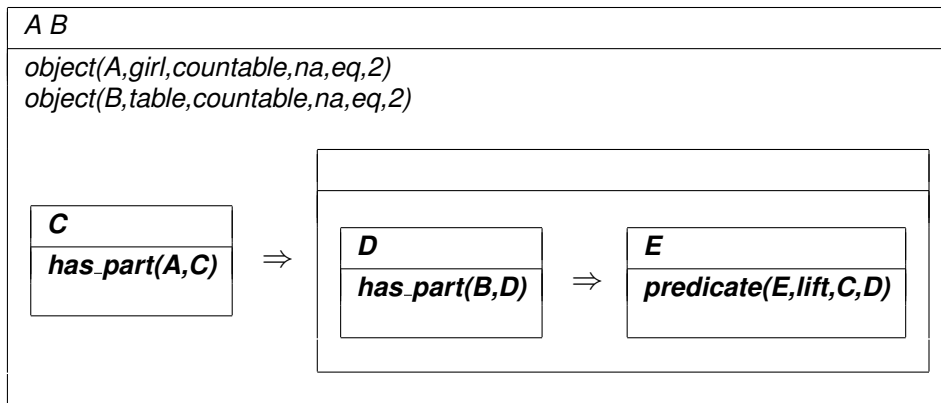 A B
object(A,girl,countable,na,eq,2)
object(B,table,countable,na,eq,2)
C
has_part(A,C)
⇒
D
has_part(B,D)
⇒
E
predicate(E,lift,C,D)